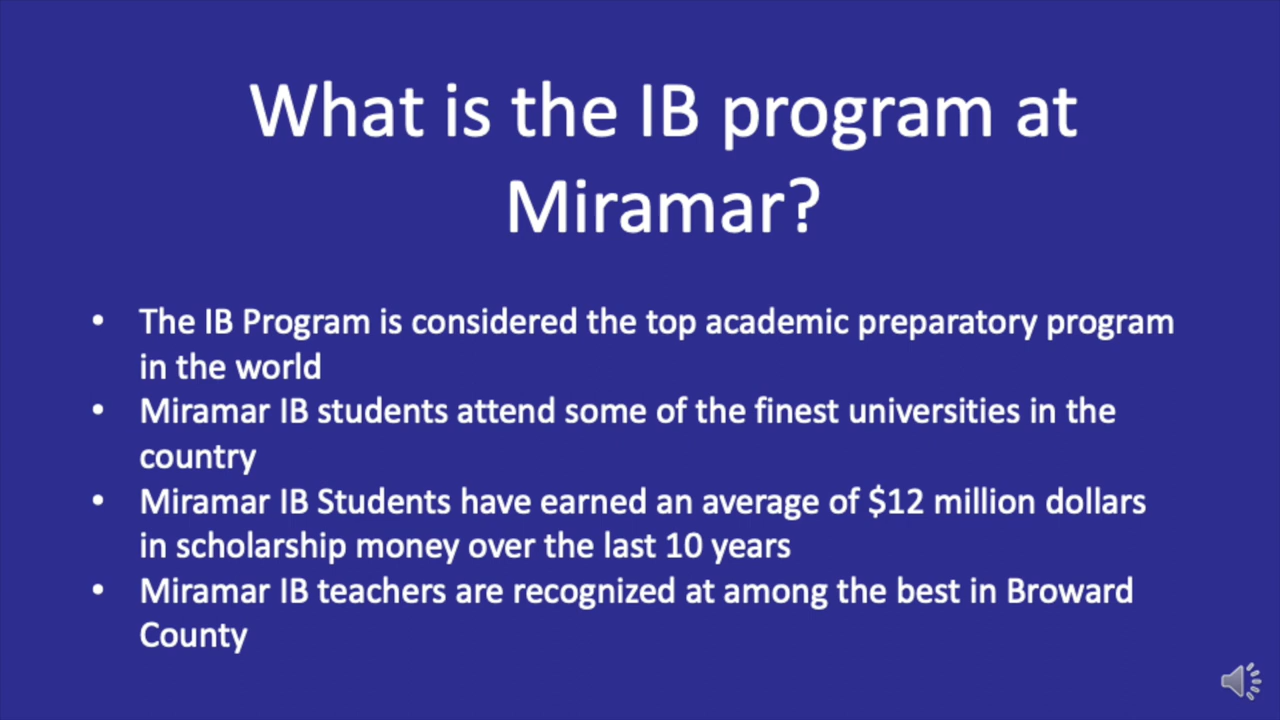 What is the IB program at
Miramar?
• The IB Program is considered the top academic preparatory program
in the world
• Miramar IB students attend some of the finest universities in the
country
• Miramar IB Students have earned an average of $12 million dollars
in scholarship money over the last 10 years
• Miramar IB teachers are recognized at among the best in Broward
County